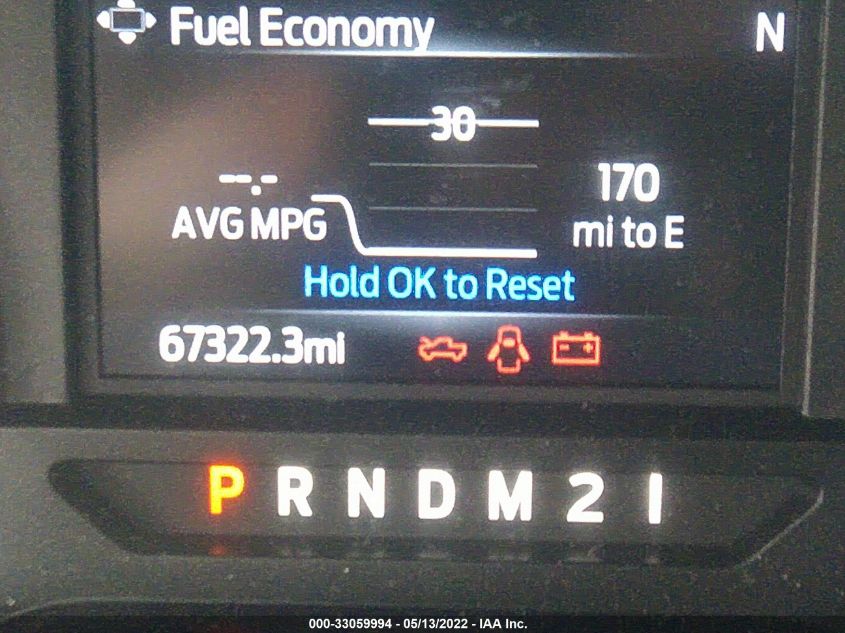 Fuel Economy N
30
--.- 170
AVG MPG mi to E
Hold OK to Reset
67322.3mi
P R N D M 2 1
000-33059994 - 05/13/2022 - IAA Inc.